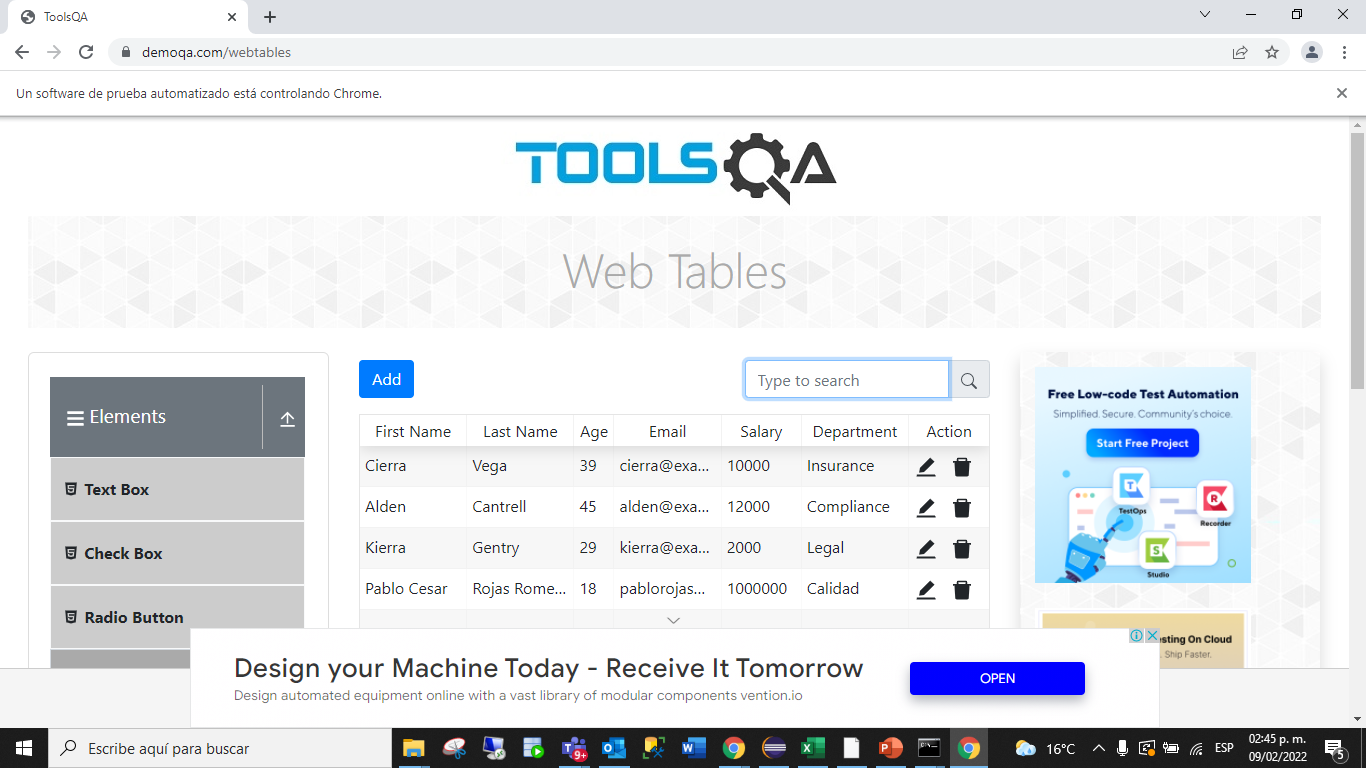 ToolsQA
demoqa.com/webtables
Un software de prueba automatizado está controlando Chrome.
TOOLSQA
Web Tables
Elements
Text Box
Check Box
Radio Button
Add
Type to search
First Name Last Name Age Email Salary Department Action
Cierra Vega 39 cierra@exa... 10000 Insurance
Alden Cantrell 45 alden@exa... 12000 Compliance
Kierra Gentry 29 kierra@exa... 2000 Legal
Pablo Cesar Rojas Rome... 18 pablorojas... 1000000 Calidad
Free Low-code Test Automation
Simplified. Secure. Community's choice.
Start Free Project
TestOps
Recorder
Studio
esting On Cloud
. Ship Faster.
Design your Machine Today - Receive It Tomorrow
Design automated equipment online with a vast library of modular components vention.io
OPEN
Escribe aquí para buscar
9+
16°C
ESP
02:45 p. m.
09/02/2022
5